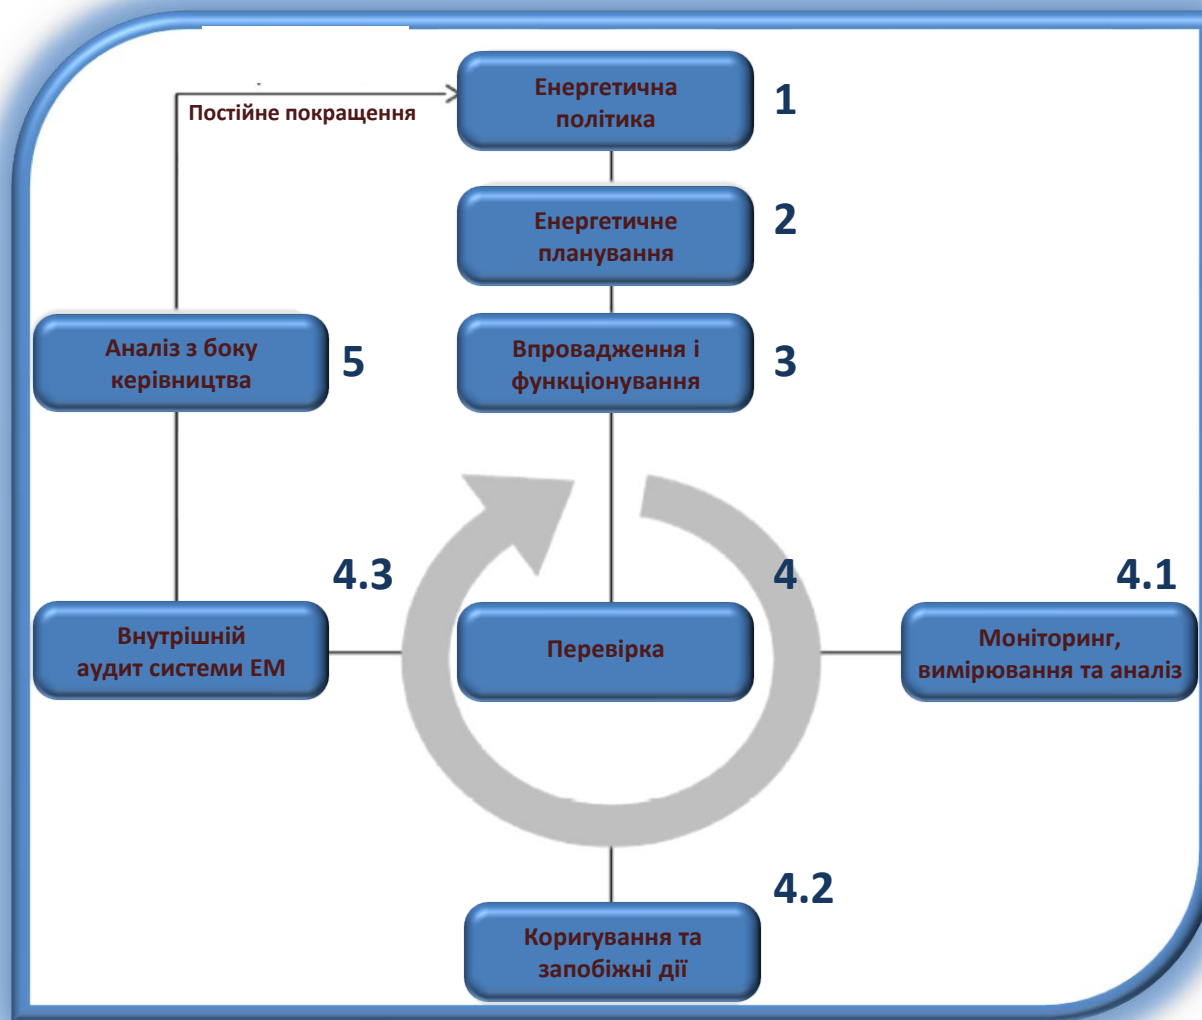 Енергетична
політика
1
Постійне покращення
Енергетичне
планування
2
Впровадження і
функціонування
3
Аналіз з боку
керівництва
5
4.3
4
4.1
Внутрішній
аудит системи ЕМ
Перевірка
Моніторинг,
вимірювання та аналіз
4.2
Коригування та
запобіжні дії